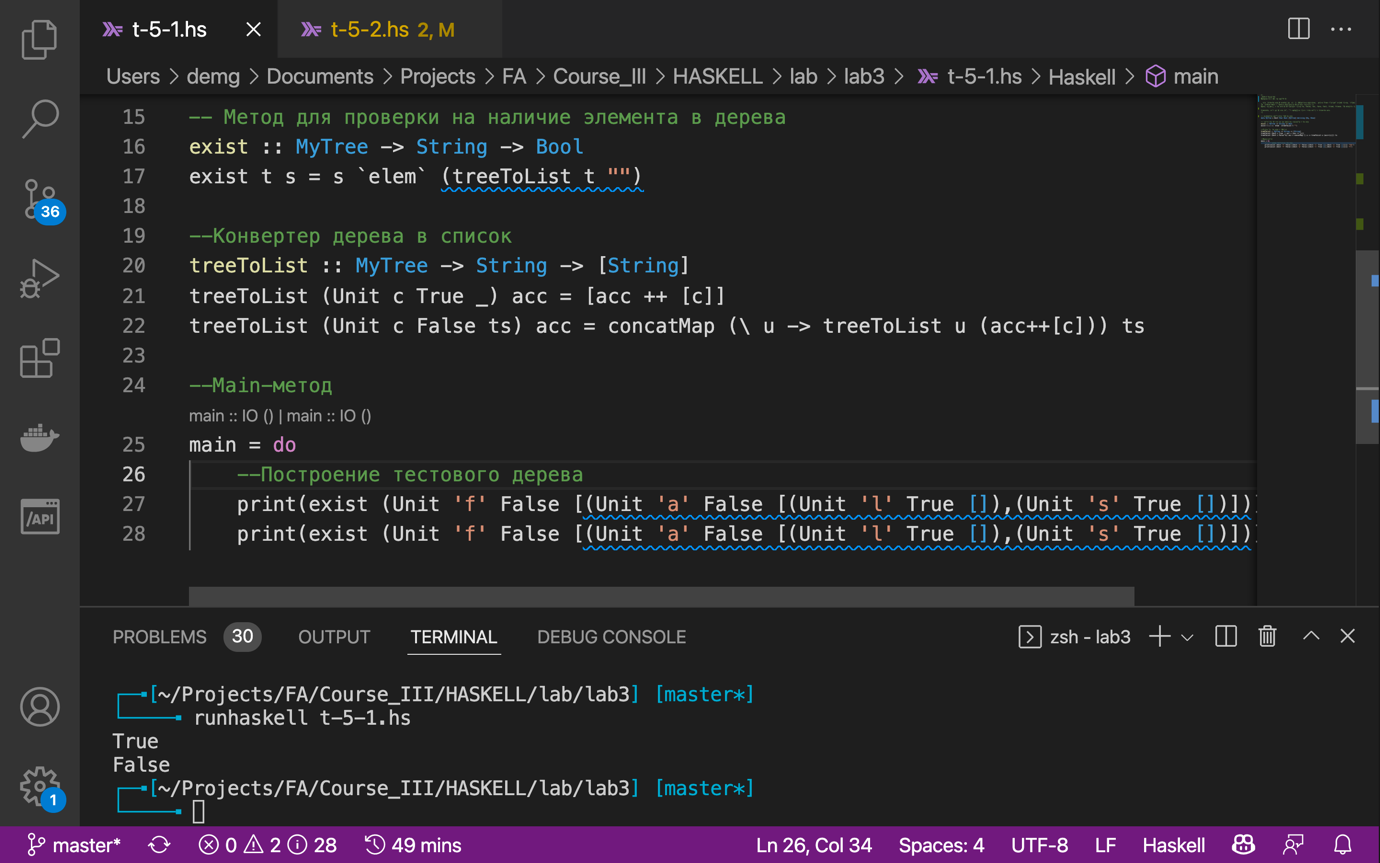 t-5-1.hs
t-5-2.hs 2, M
Users > demg > Documents > Projects > FA > Course_III > HASKELL > lab > lab3 > t-5-1.hs > Haskell > main
15 -- Метод для проверки на наличие элемента в дерева
16 exist :: MyTree -> String -> Bool
17 exist t s = s `elem` (treeToList t "")
18
19 --Конвертер дерева в список
20 treeToList :: MyTree -> String -> [String]
21 treeToList (Unit c True _) acc = [acc ++ [c]]
22 treeToList (Unit c False ts) acc = concatMap (\ u -> treeToList u (acc++[c])) ts
23
24 --Main-метод
main :: IO () | main :: IO ()
25 main = do
26 --Построение тестового дерева
27 print(exist (Unit 'f' False [(Unit 'a' False [(Unit 'l' True []),(Unit 's' True [])])
28 print(exist (Unit 'f' False [(Unit 'a' False [(Unit 'l' True []),(Unit 's' True [])])
36
/API
1
PROBLEMS 30 OUTPUT TERMINAL DEBUG CONSOLE zsh - lab3
[~/Projects/FA/Course_III/HASKELL/lab/lab3] [master*]
runhaskell t-5-1.hs
True
False
[~/Projects/FA/Course_III/HASKELL/lab/lab3] [master*]
master* 0 2 28 49 mins Ln 26, Col 34 Spaces: 4 UTF-8 LF Haskell